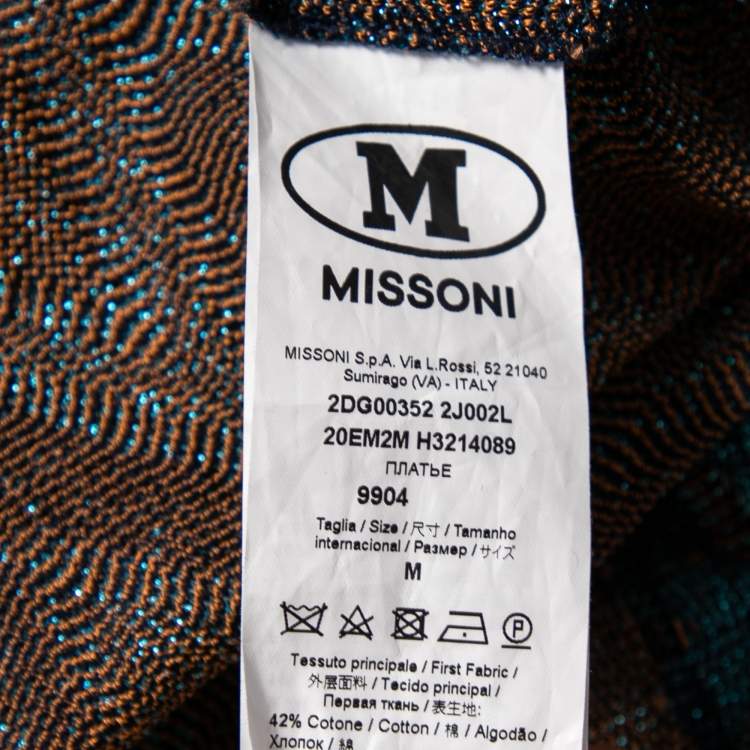 M
MISSONI
MISSONI S.p.A. Via L.Rossi, 52 21040
Sumirago (VA) - ITALY
2DG00352 2J002L
20EM2M H3214089
ПЛАТЬЕ
9904
Taglia / Size / 尺寸 / Tamanho
internacional / Размер / サイズ
M
P
Tessuto principale / First Fabric /
外层面料 / Tecido principal /
Первая ткань / 表生地:
42% Cotone / Cotton / 棉 / Algodão /
Хлопок / 綿